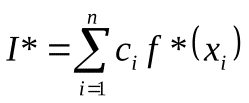 I* = ∑_{i=1}^{n} c_i f*(x_i)